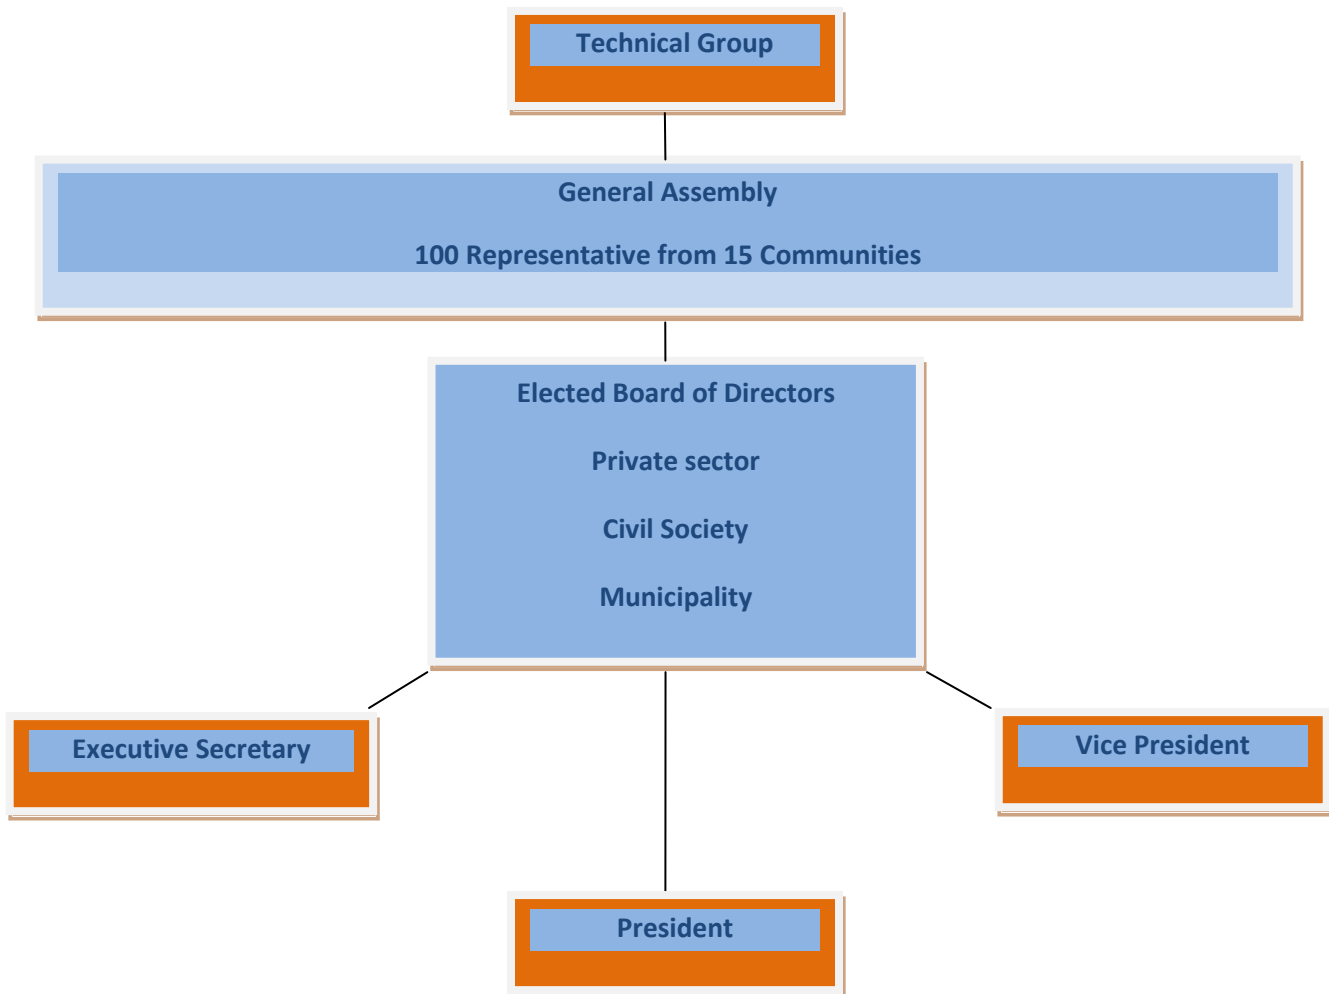 Technical Group
General Assembly
100 Representative from 15 Communities
Elected Board of Directors
Private sector
Civil Society
Municipality
Executive Secretary
Vice President
President